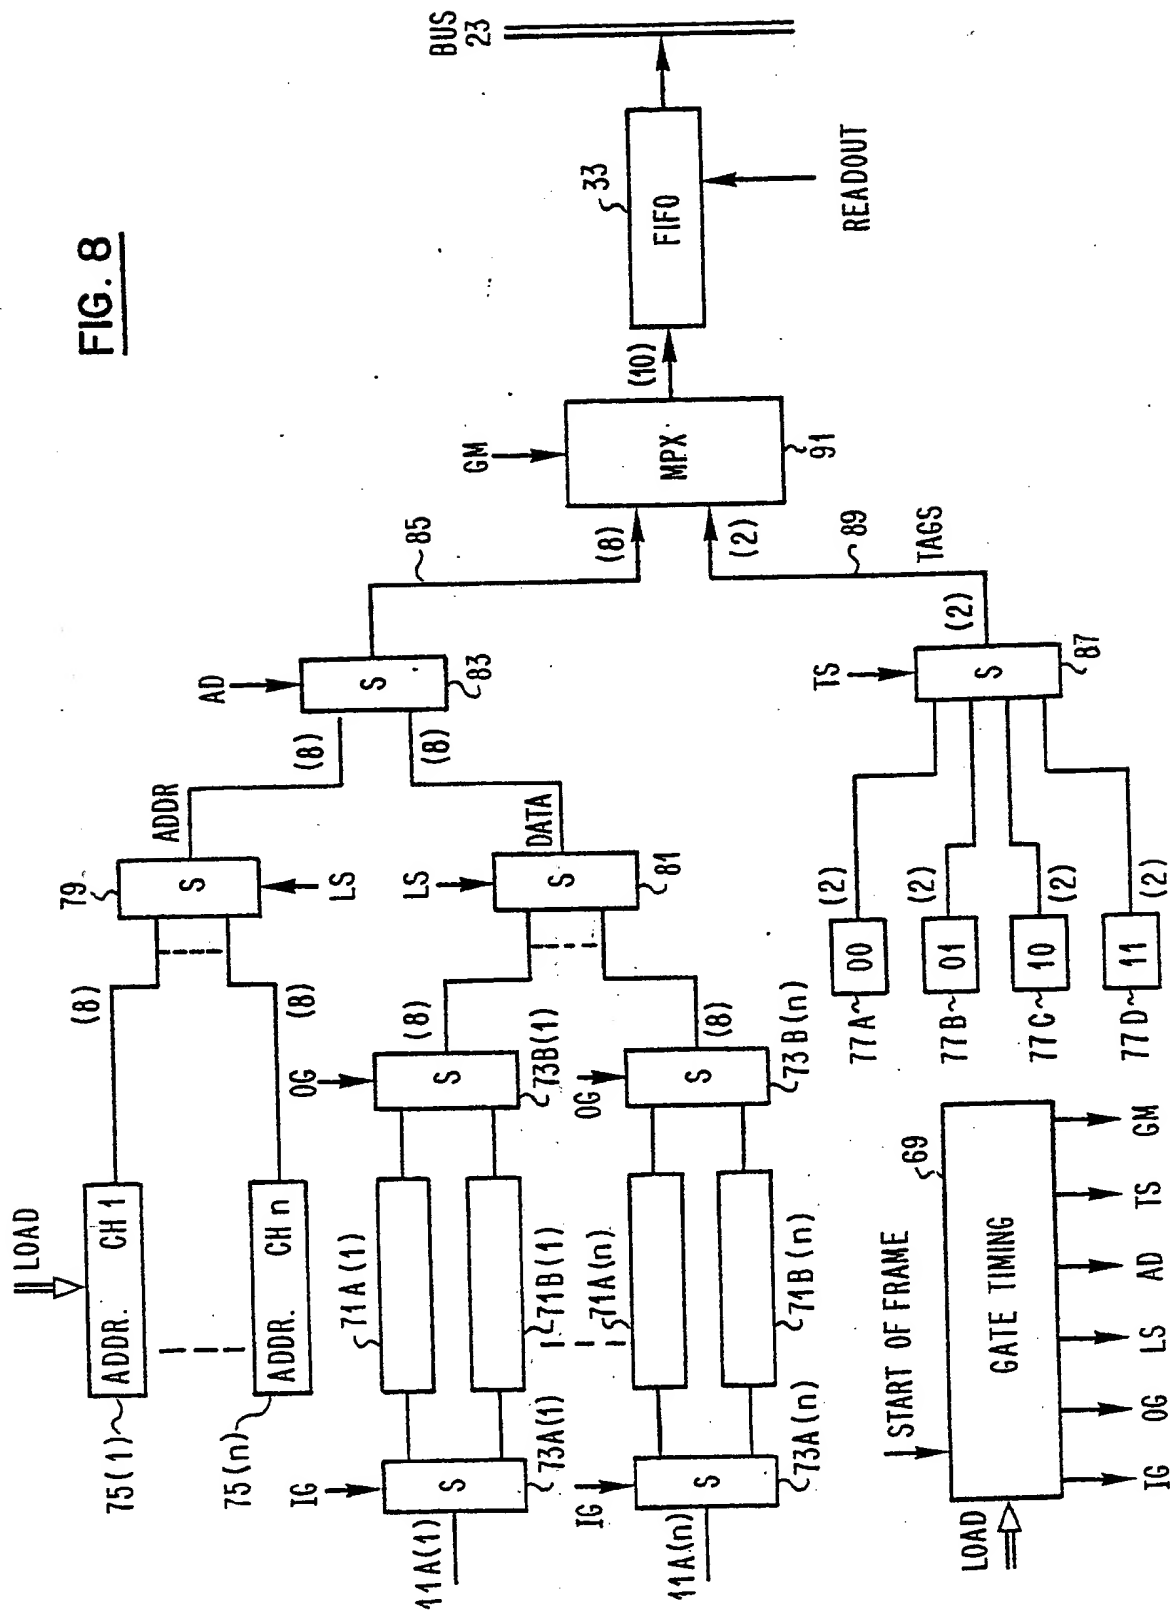 FIG. 8
BUS
23
33
FIFO
READOUT
(10)
GM
MPX
91
(8)
(2)
85
89
TAGS
AD
S
83
(8)
(8)
ADDR
DATA
TS
S
87
(2)
79
S
LS
LS
S
81
(8)
(8)
LOAD
ADDR. CH 1
75(1)
ADDR. CH n
75(n)
OG
S
73B(1)
(8)
OG
S
73B(n)
(8)
71A(1)
71B(1)
71A(n)
71B(n)
IG
S
73A(1)
11A(1)
IG
S
73A(n)
11A(n)
77A
00
(2)
77B
01
(2)
77C
10
(2)
77D
11
(2)
START OF FRAME
69
GATE TIMING
LOAD
IG
OG
LS
AD
TS
GM